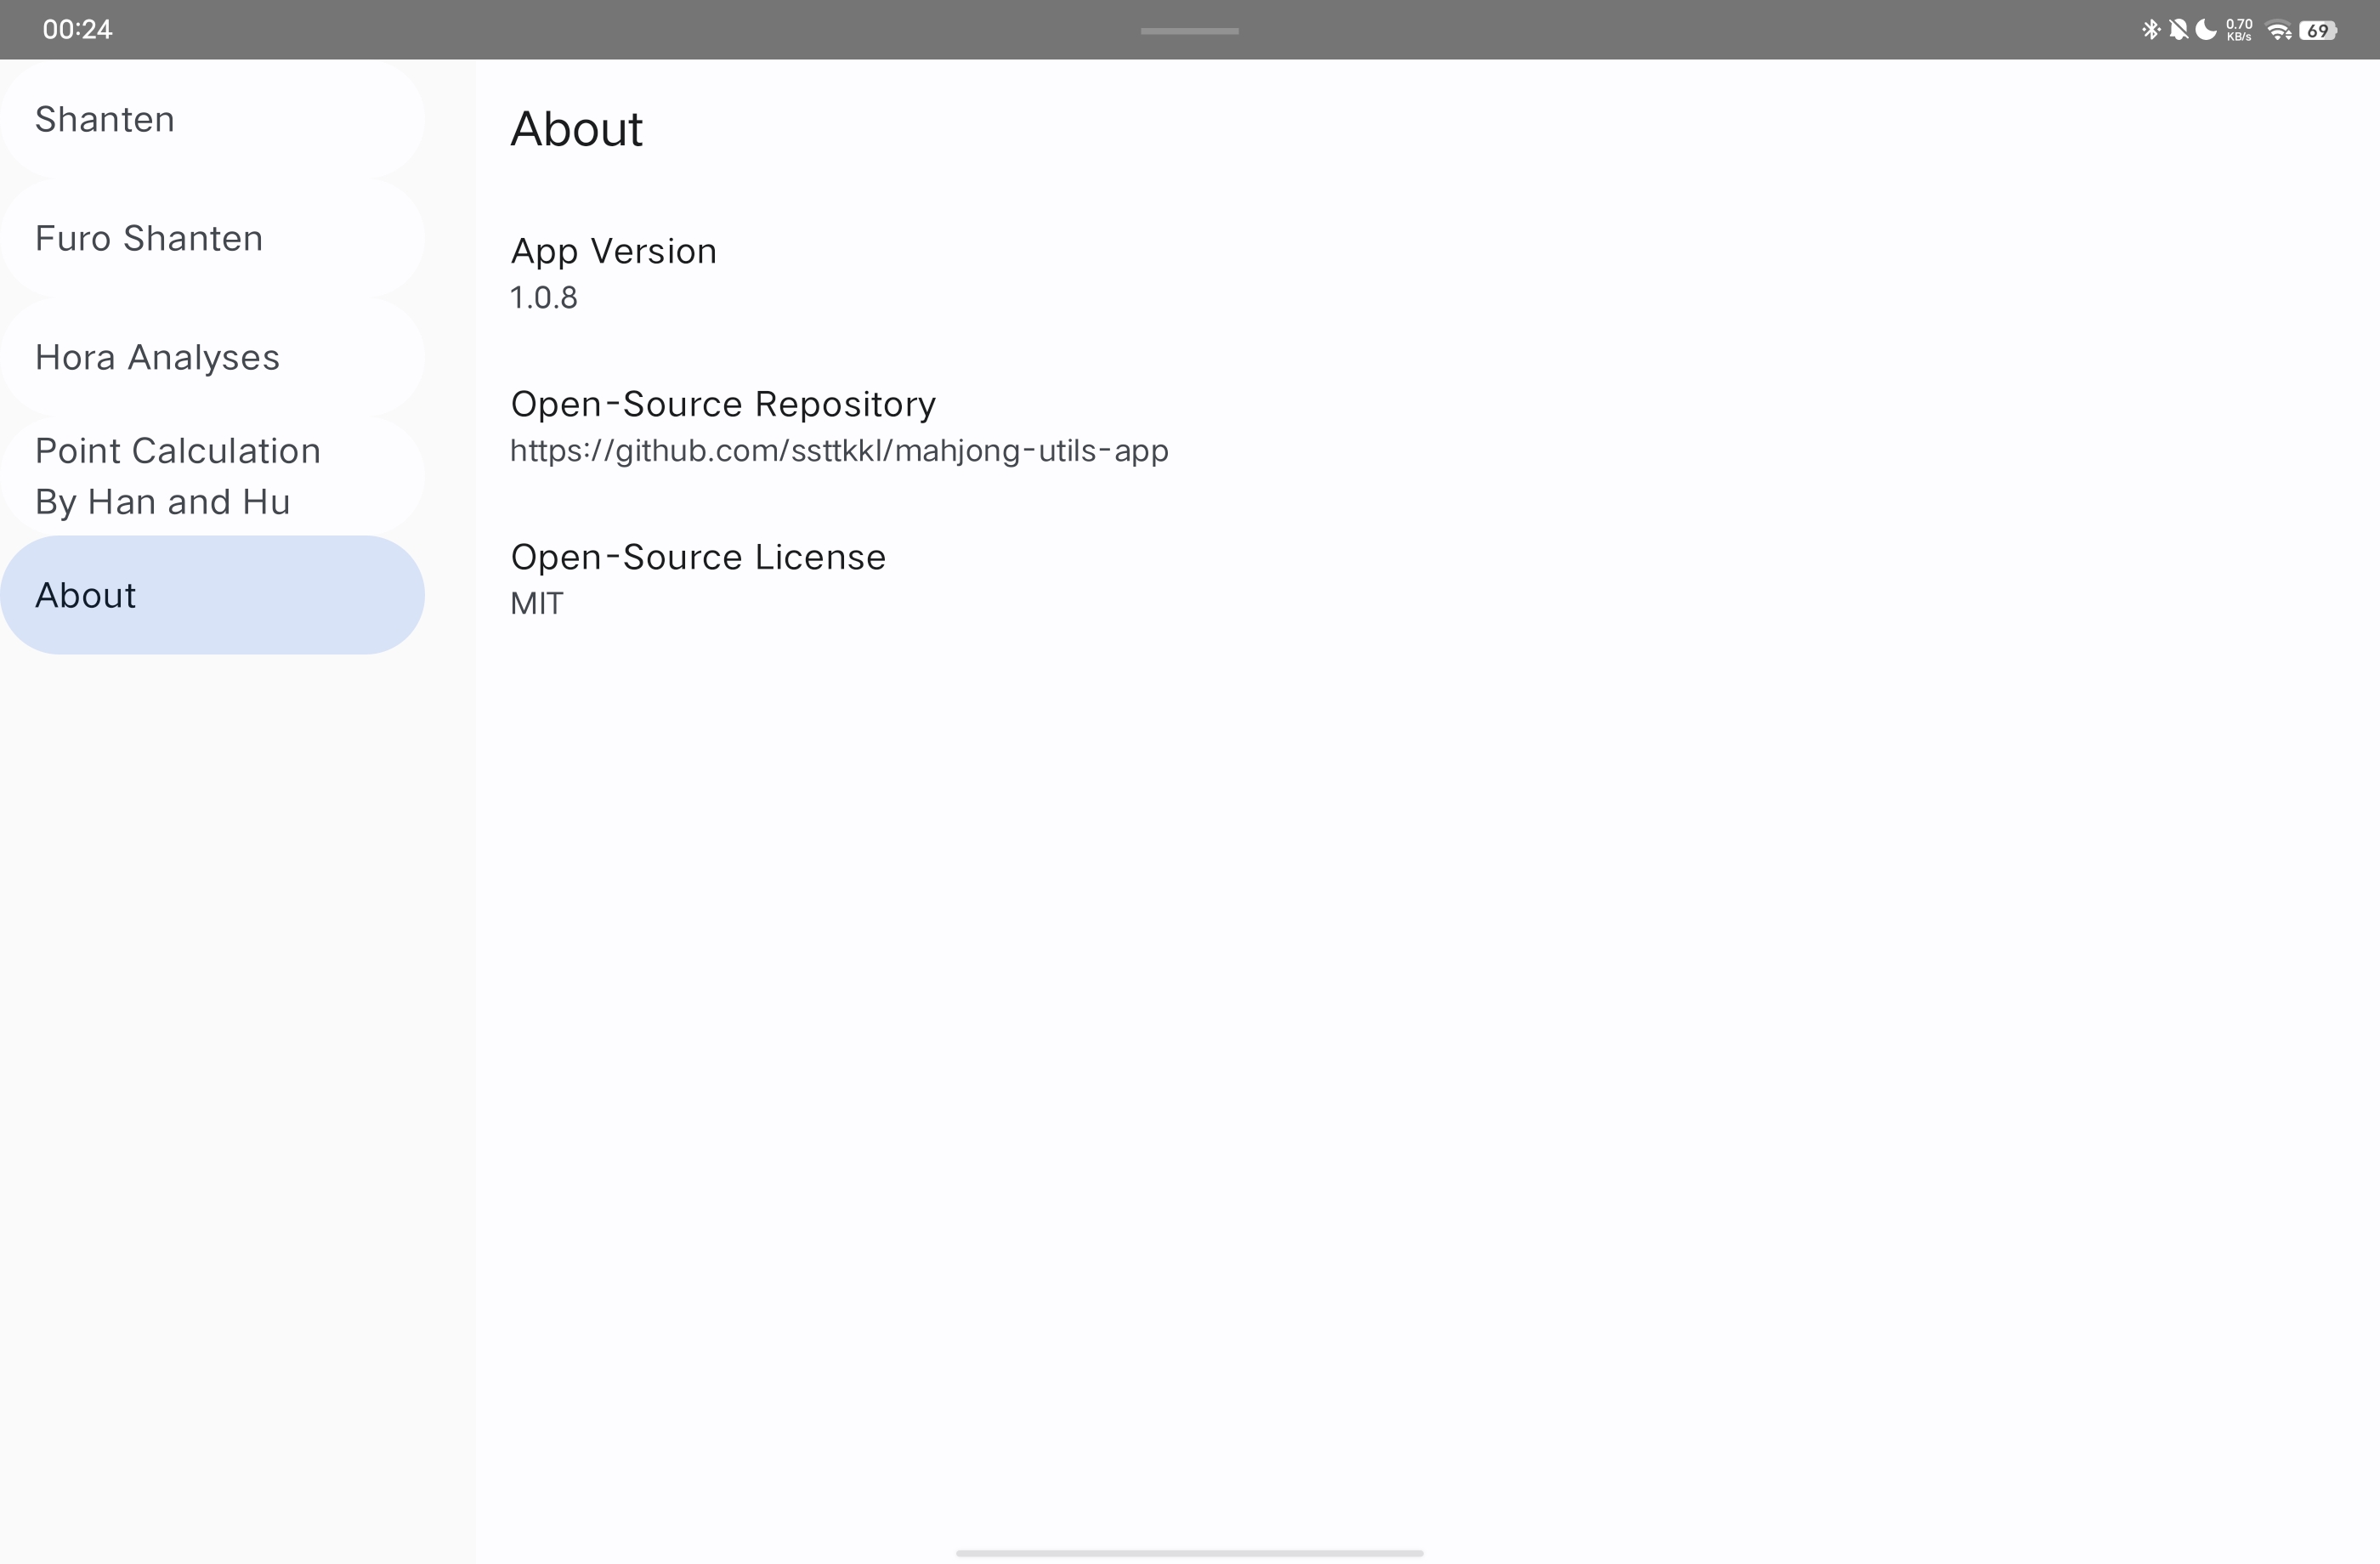 00:24
0.70
KB/s
69
Shanten
Furo Shanten
Hora Analyses
Point Calculation
By Han and Hu
About
About
App Version
1.0.8
Open-Source Repository
https://github.com/ssttkkl/mahjong-utils-app
Open-Source License
MIT